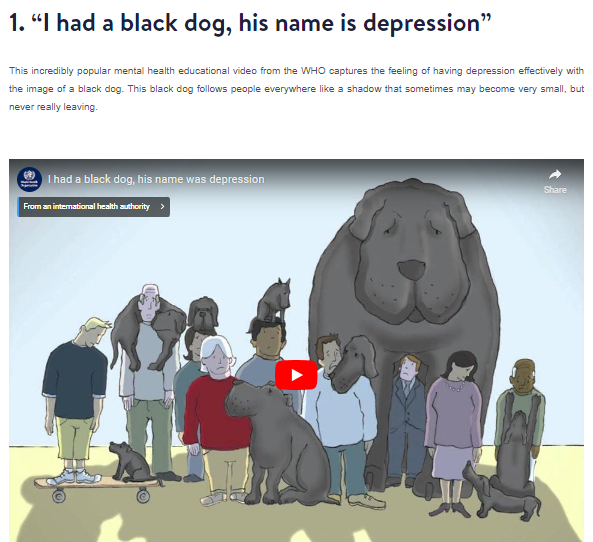 1. “I had a black dog, his name is depression”
This incredibly popular mental health educational video from the WHO captures the feeling of having depression effectively with
the image of a black dog. This black dog follows people everywhere like a shadow that sometimes may become very small, but
never really leaving.
I had a black dog, his name was depression
Share
From an international health authority